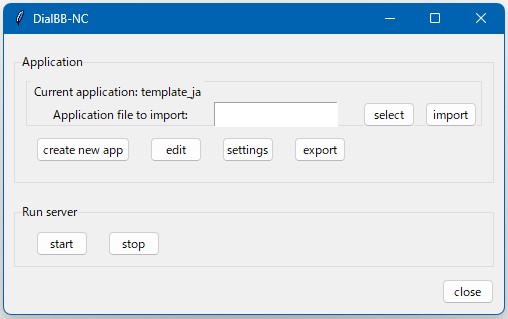 DialBB-NC
Application
Current application: template_ja
Application file to import: select import
create new app edit settings export
Run server
start stop
close